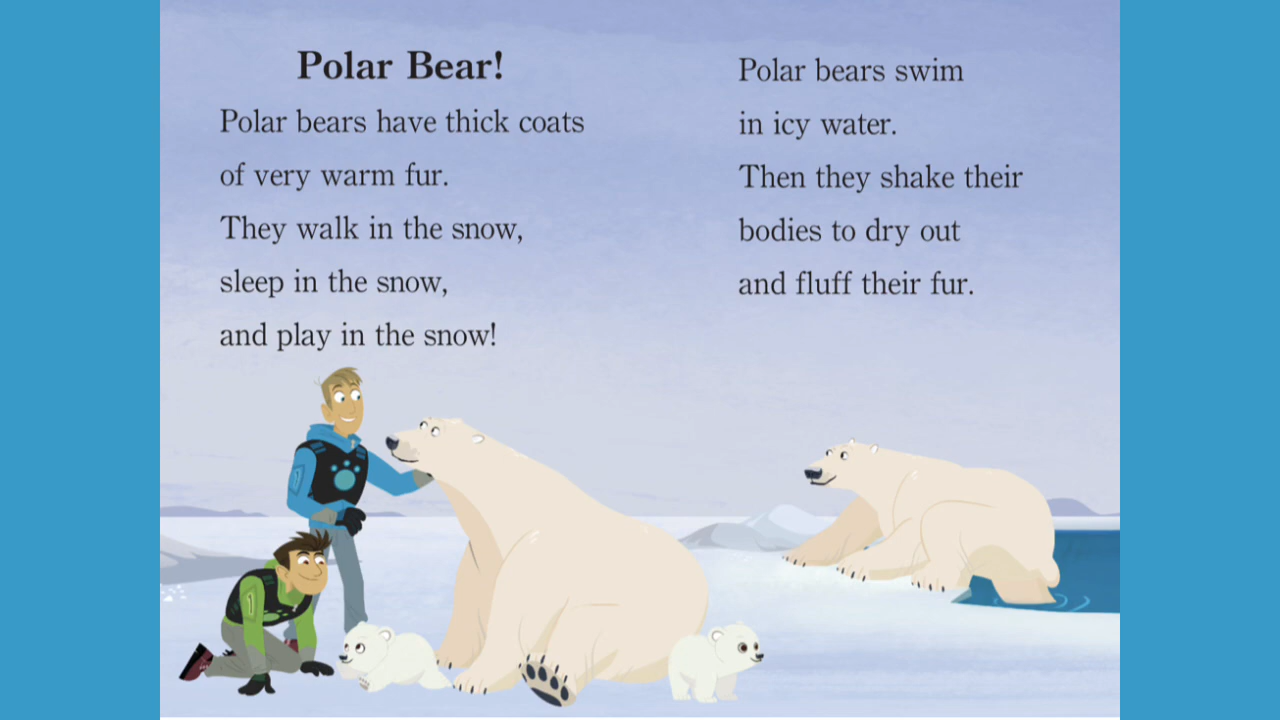 Polar Bear!
Polar bears have thick coats
of very warm fur.
They walk in the snow,
sleep in the snow,
and play in the snow!
Polar bears swim
in icy water.
Then they shake their
bodies to dry out
and fluff their fur.